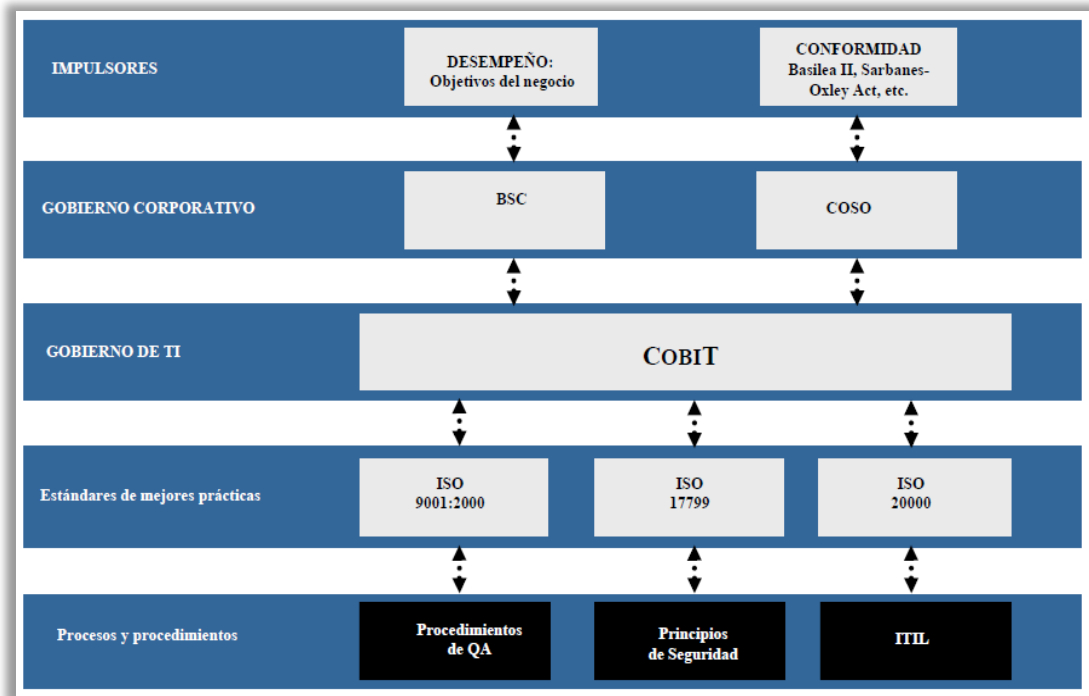 IMPULSORES
DESEMPEÑO:
Objetivos del negocio
CONFORMIDAD
Basilea II, Sarbanes-
Oxley Act, etc.
GOBIERNO CORPORATIVO
BSC
COSO
GOBIERNO DE TI
COBIT
Estándares de mejores prácticas
ISO
9001:2000
ISO
17799
ISO
20000
Procesos y procedimientos
Procedimientos
de QA
Principios
de Seguridad
ITIL